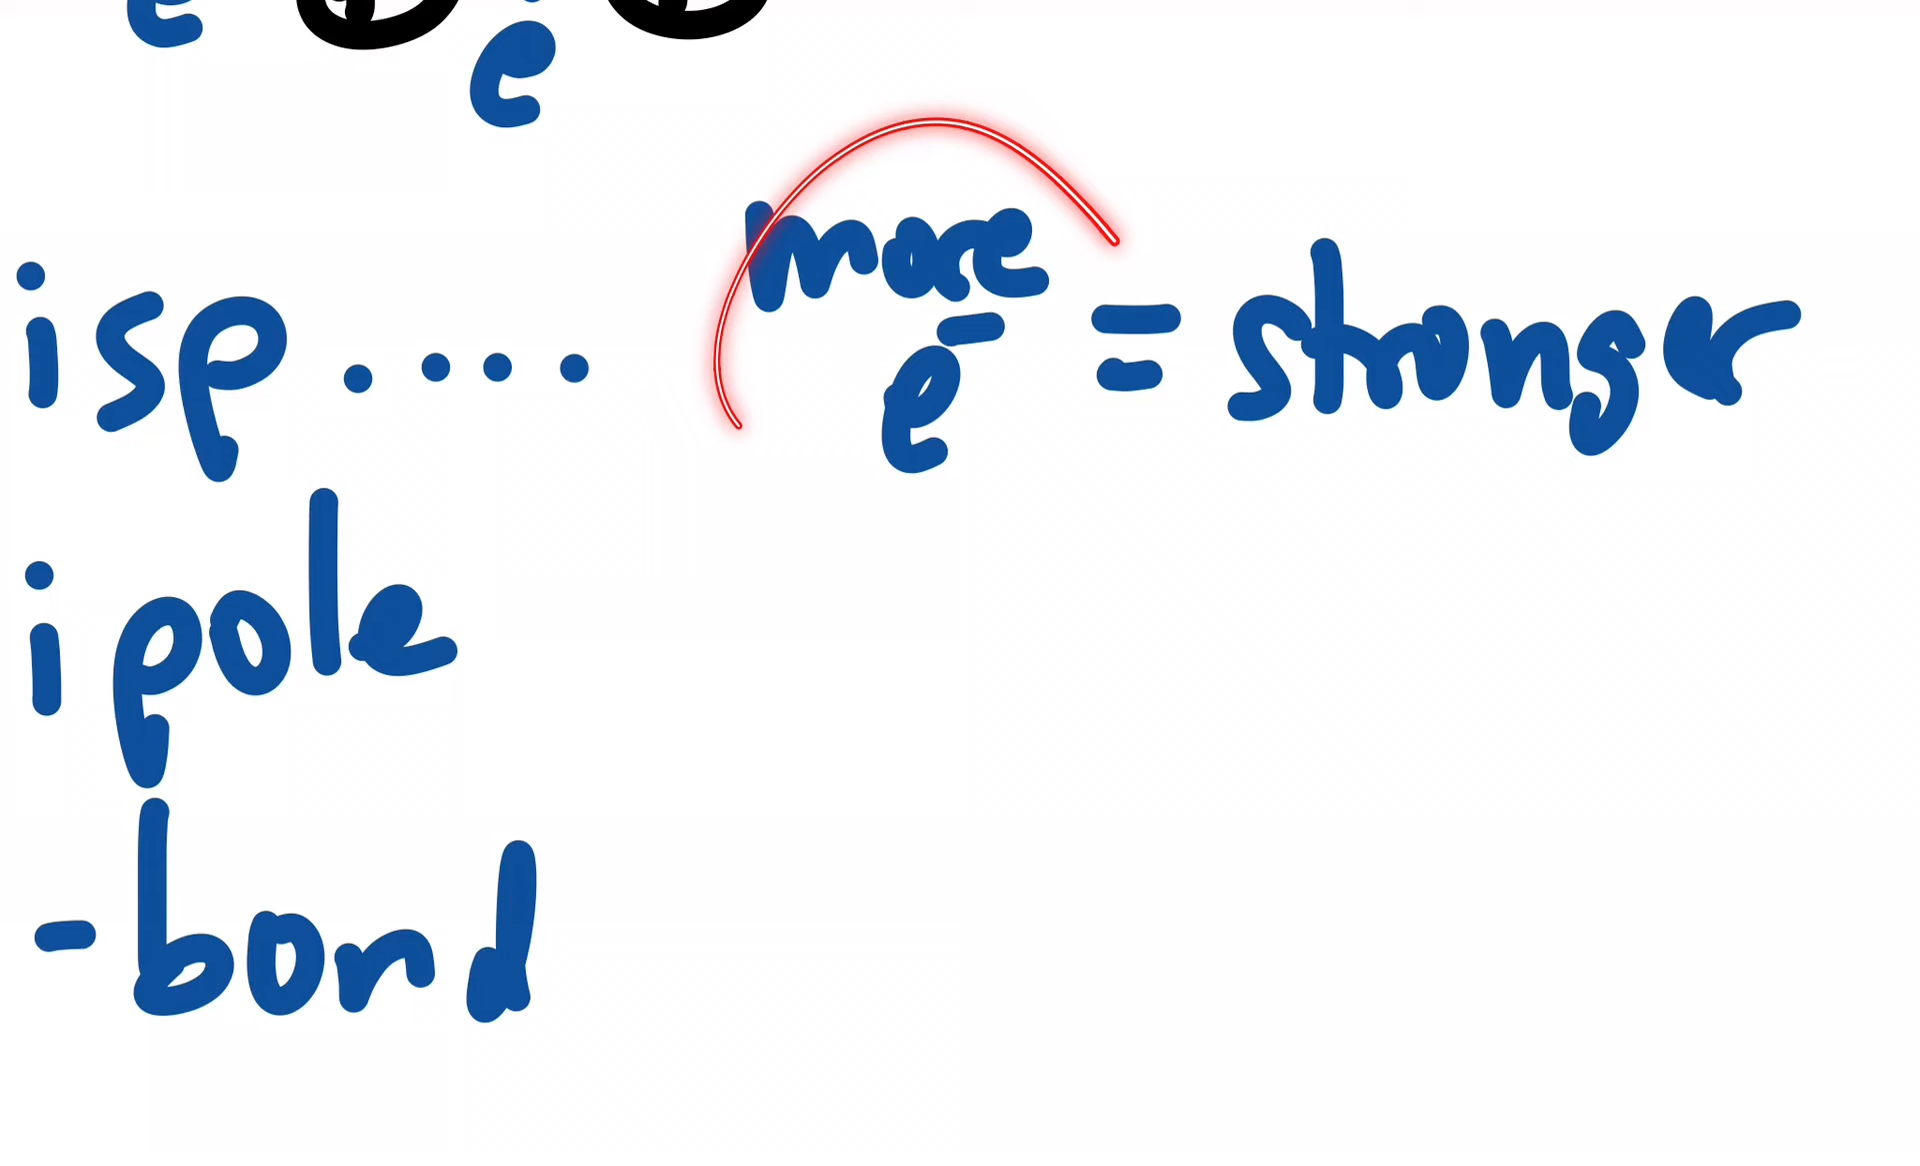 e
e
isp.... more e⁻ = stronger
ipole
-bond